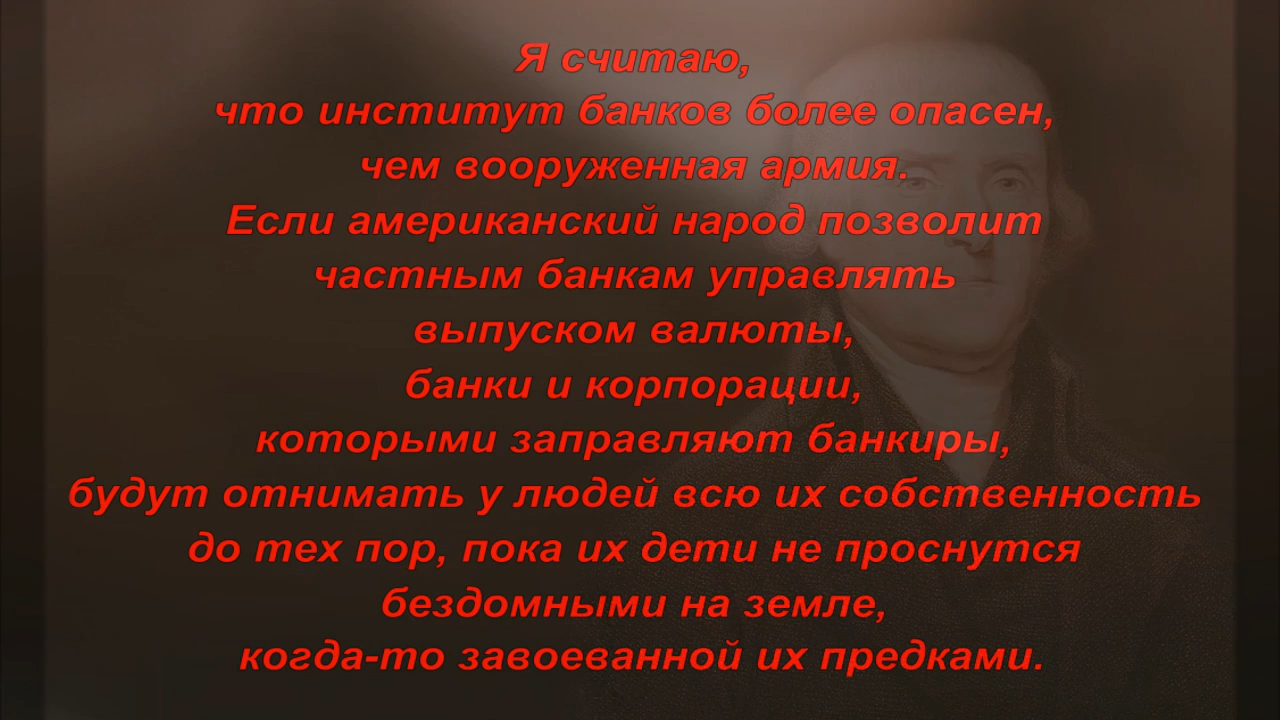 Я считаю,
что институт банков более опасен,
чем вооруженная армия.
Если американский народ позволит
частным банкам управлять
выпуском валюты,
банки и корпорации,
которыми заправляют банкиры,
будут отнимать у людей всю их собственность
до тех пор, пока их дети не проснутся
бездомными на земле,
когда-то завоеванной их предками.